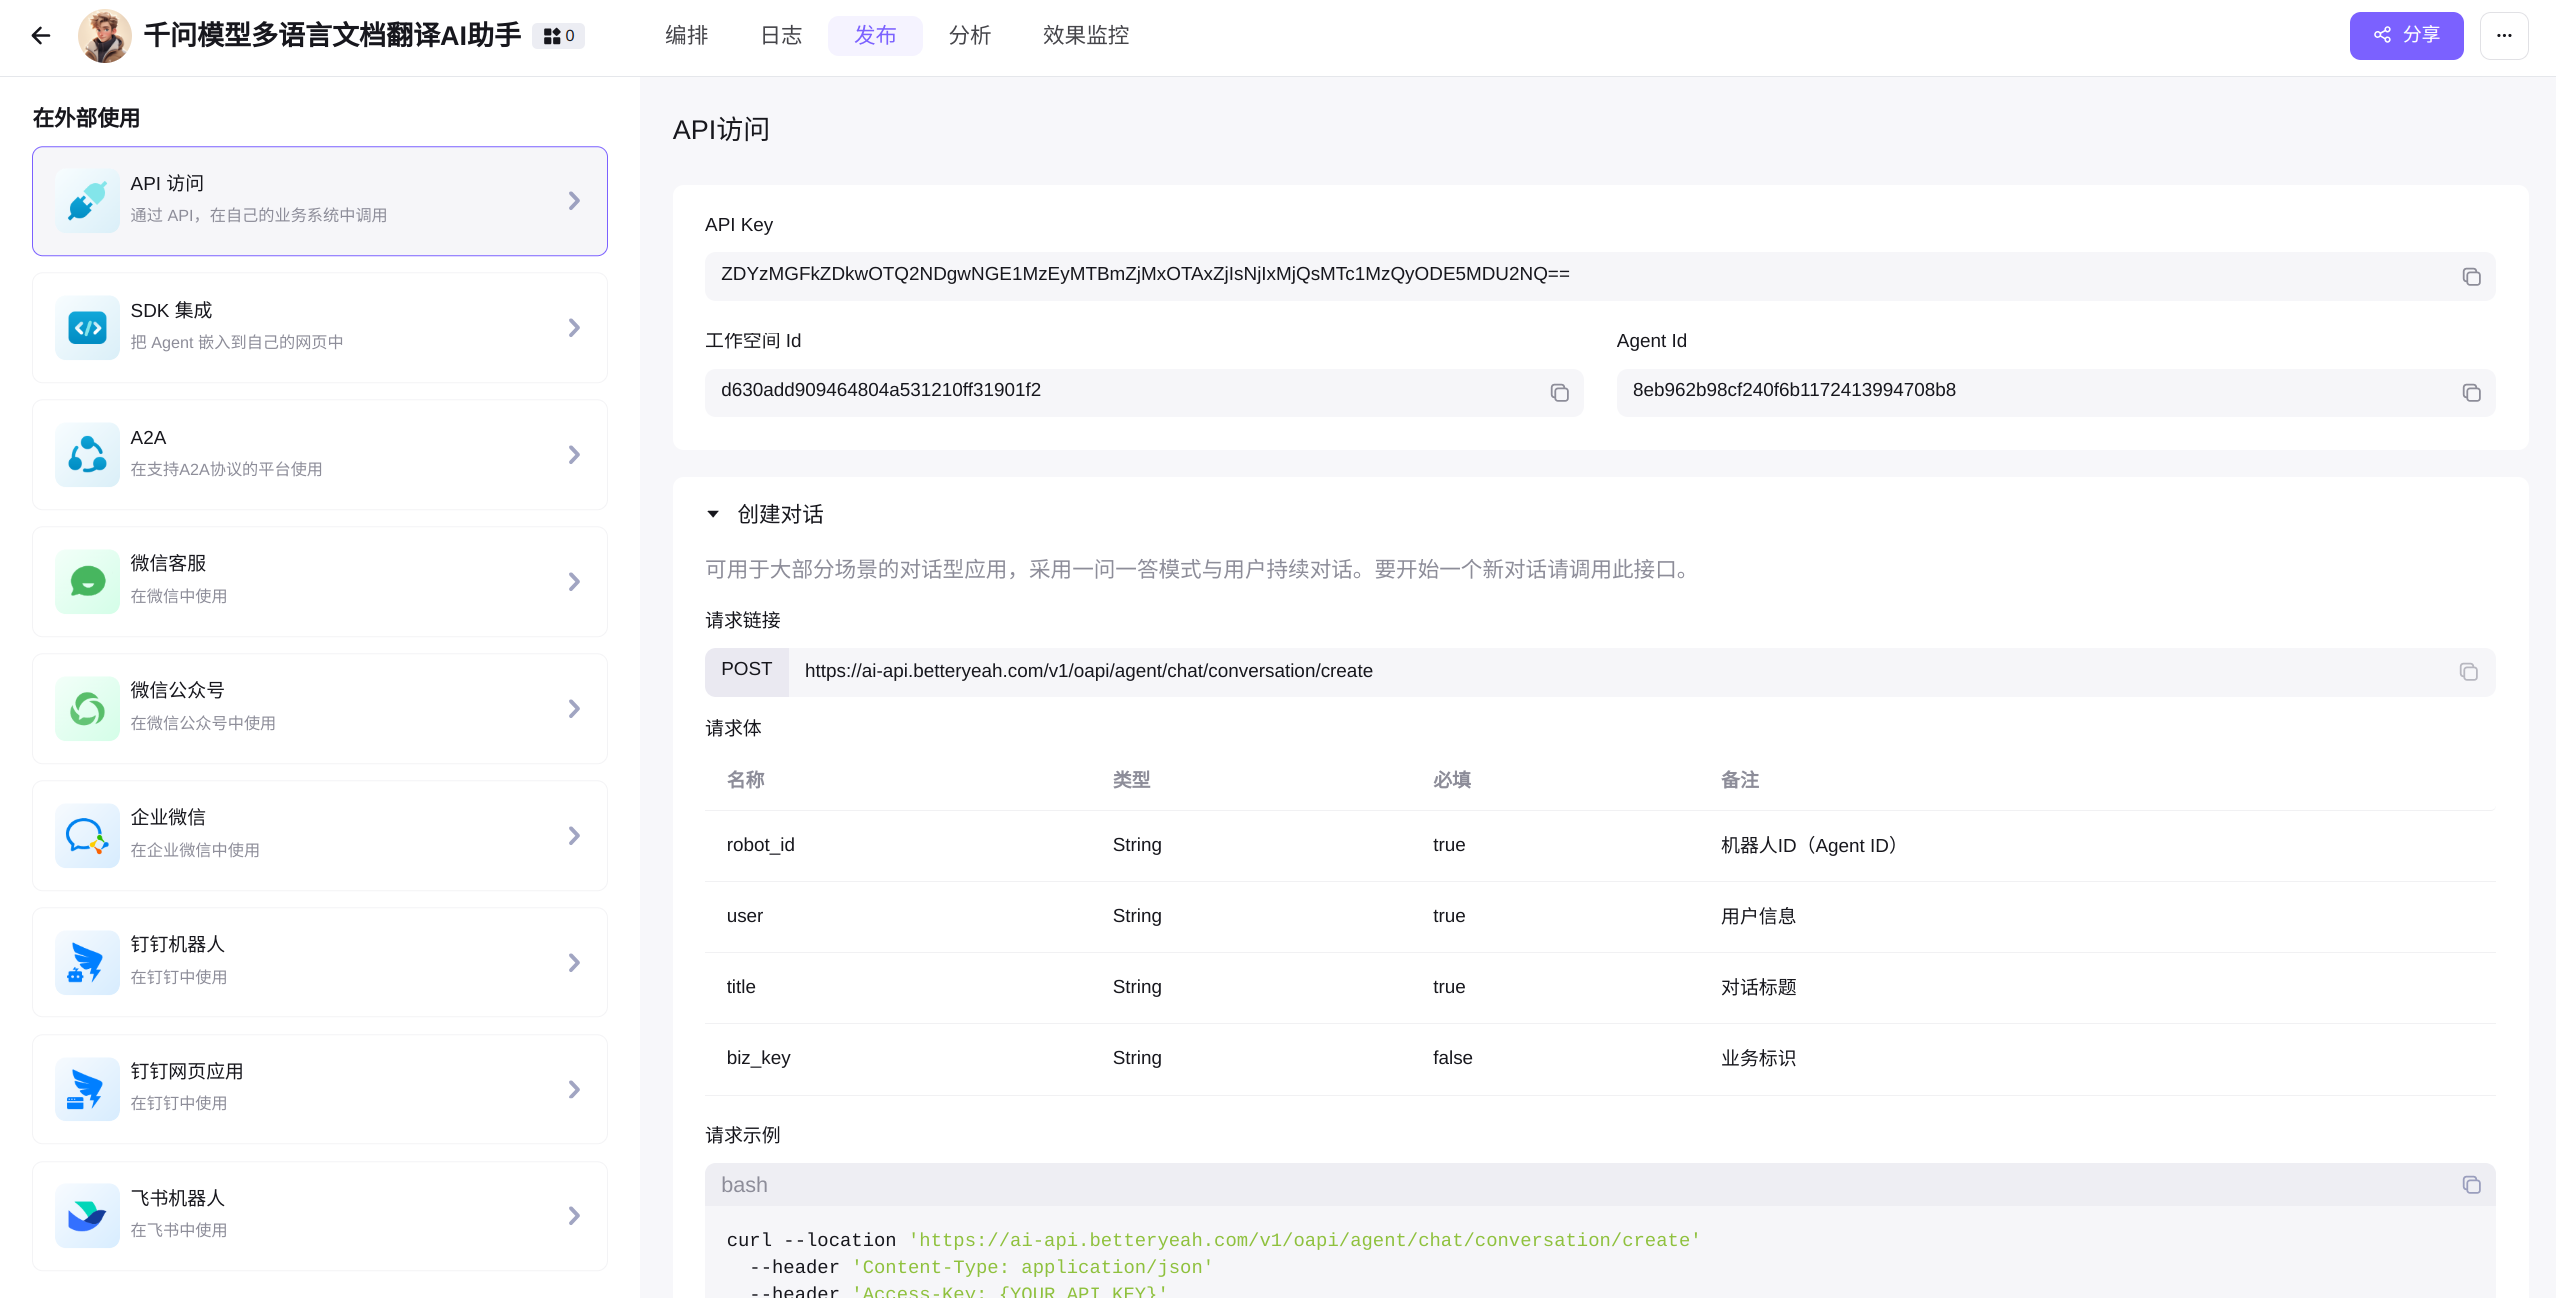 千问模型多语言文档翻译AI助手
0
编排
日志
发布
分析
效果监控
分享
在外部使用
API 访问
通过 API，在自己的业务系统中调用
SDK 集成
把 Agent 嵌入到自己的网页中
A2A
在支持A2A协议的平台使用
微信客服
在微信中使用
微信公众号
在微信公众号中使用
企业微信
在企业微信中使用
钉钉机器人
在钉钉中使用
钉钉网页应用
在钉钉中使用
飞书机器人
在飞书中使用
API访问
API Key
ZDYzMGFkZDkwOTQ2NDgwNGE1MzEyMTBmZjMxOTAxZjIsNjIxMjQsMTc1MzQyODE5MDU2NQ==
工作空间 Id
Agent Id
d630add909464804a531210ff31901f2
8eb962b98cf240f6b1172413994708b8
创建对话
可用于大部分场景的对话型应用，采用一问一答模式与用户持续对话。要开始一个新对话请调用此接口。
请求链接
POST https://ai-api.betteryeah.com/v1/oapi/agent/chat/conversation/create
请求体
名称 类型 必填 备注
robot_id String true 机器人ID（Agent ID）
user String true 用户信息
title String true 对话标题
biz_key String false 业务标识
请求示例
bash
curl --location 'https://ai-api.betteryeah.com/v1/oapi/agent/chat/conversation/create'
--header 'Content-Type: application/json'
--header 'Access-Key: {YOUR_API_KEY}'